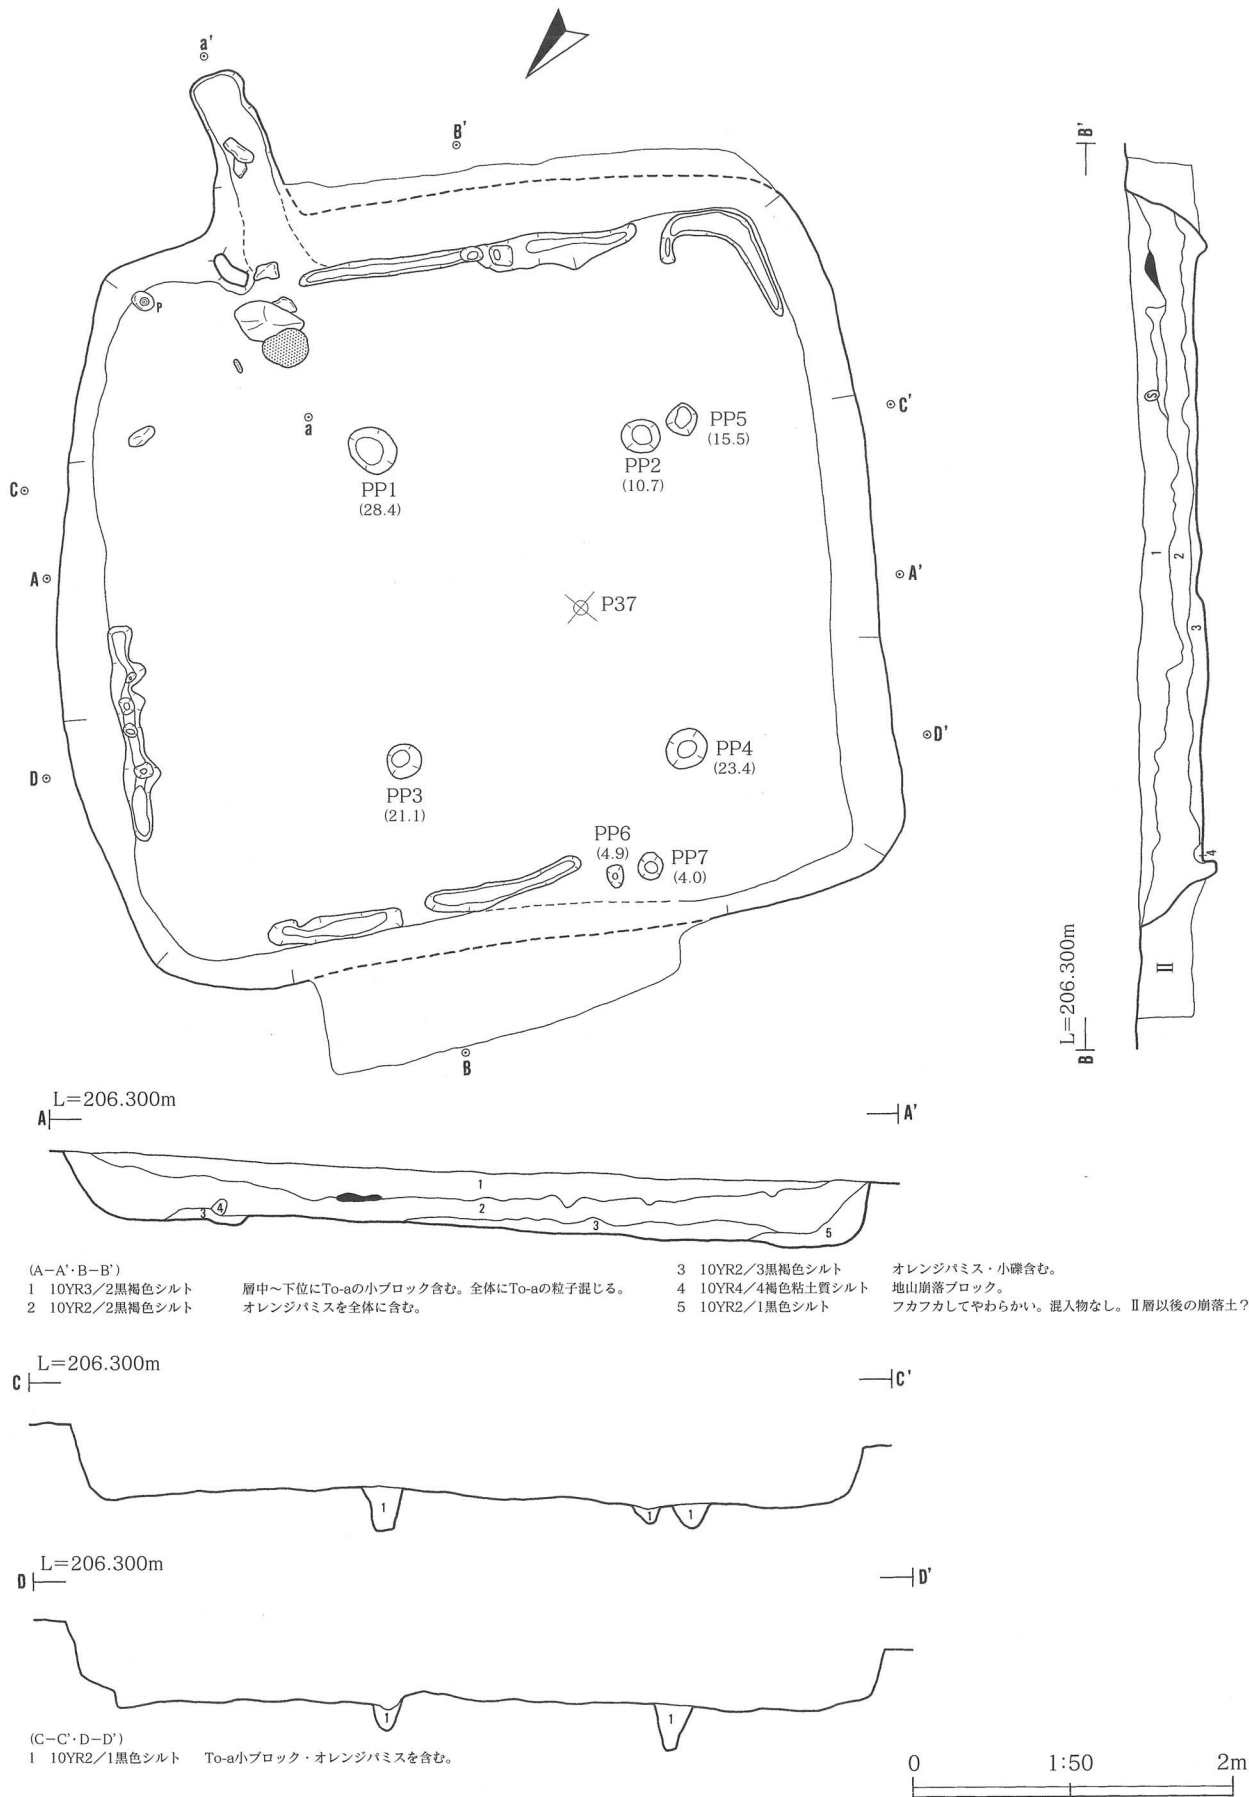 a'
B'
P
a
C
C'
PP1
(28.4)
PP2
(10.7)
PP5
(15.5)
A
A'
P37
D
D'
PP3
(21.1)
PP4
(23.4)
PP6
(4.9)
PP7
(4.0)
B
B'
S
1
2
3
4
II
L=206.300m
B
L=206.300m
A
A'
1
2
3
4
3
5
(A−A'·B−B')
1 10YR3/2黒褐色シルト 層中〜下位にTo-aの小ブロック含む。全体にTo-aの粒子混じる。
2 10YR2/2黒褐色シルト オレンジパミスを全体に含む。
3 10YR2/3黒褐色シルト オレンジパミス・小礫含む。
4 10YR4/4褐色粘土質シルト 地山崩落ブロック。
5 10YR2/1黒色シルト フカフカしてやわらかい。混入物なし。Ⅱ層以後の崩落土?
L=206.300m
C
C'
1
1
1
L=206.300m
D
D'
1
1
(C−C'·D−D')
1 10YR2/1黒色シルト To-a小ブロック・オレンジパミスを含む。
0 1:50 2m